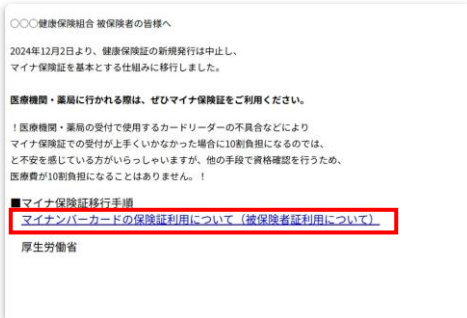 ○○○健康保険組合 被保険者の皆様へ
2024年12月2日より、健康保険証の新規発行は中止し、
マイナ保険証を基本とする仕組みに移行しました。
医療機関・薬局に行かれる際は、ぜひマイナ保険証をご利用ください。
！医療機関・薬局の受付で使用するカードリーダーの不具合などにより
マイナ保険証での受付が上手くいかなかった場合に10割負担になるのでは、
と不安を感じている方がいらっしゃいますが、他の手段で資格確認を行うため、
医療費が10割負担になることはありません。！
■マイナ保険証移行手順
マイナンバーカードの保険証利用について（被保険者証利用について）
厚生労働省